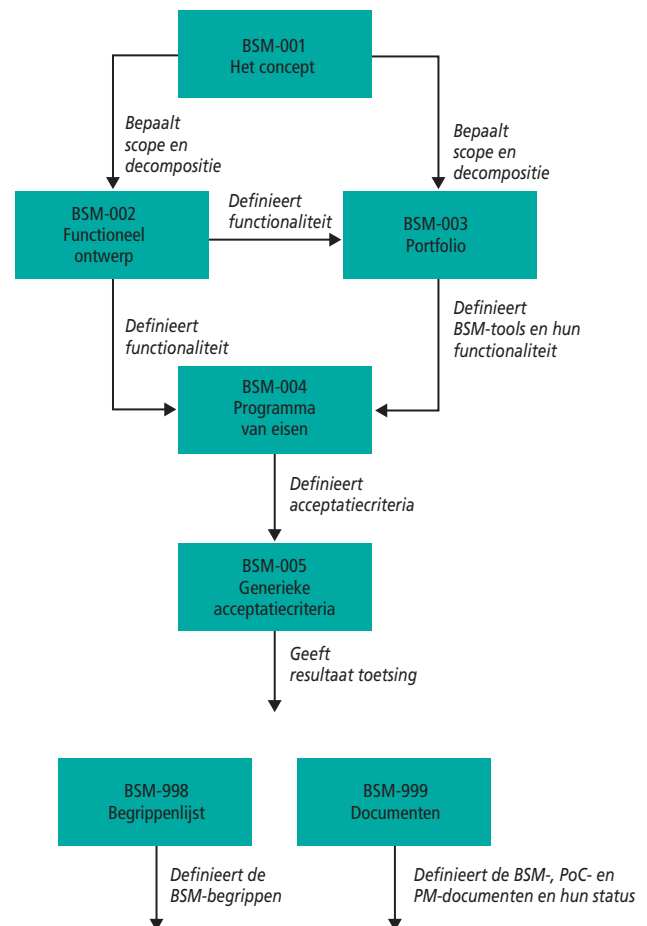 BSM-001
Het concept
Bepaalt
scope en
decompositie
Bepaalt
scope en
decompositie
BSM-002
Functioneel
ontwerp
Definieert
functionaliteit
BSM-003
Portfolio
Definieert
functionaliteit
Definieert
BSM-tools en hun
functionaliteit
BSM-004
Programma
van eisen
Definieert
acceptatiecriteria
BSM-005
Generieke
acceptatiecriteria
Geeft
resultaat toetsing
BSM-998
Begrippenlijst
BSM-999
Documenten
Definieert de
BSM-begrippen
Definieert de BSM-, PoC- en
PM-documenten en hun status